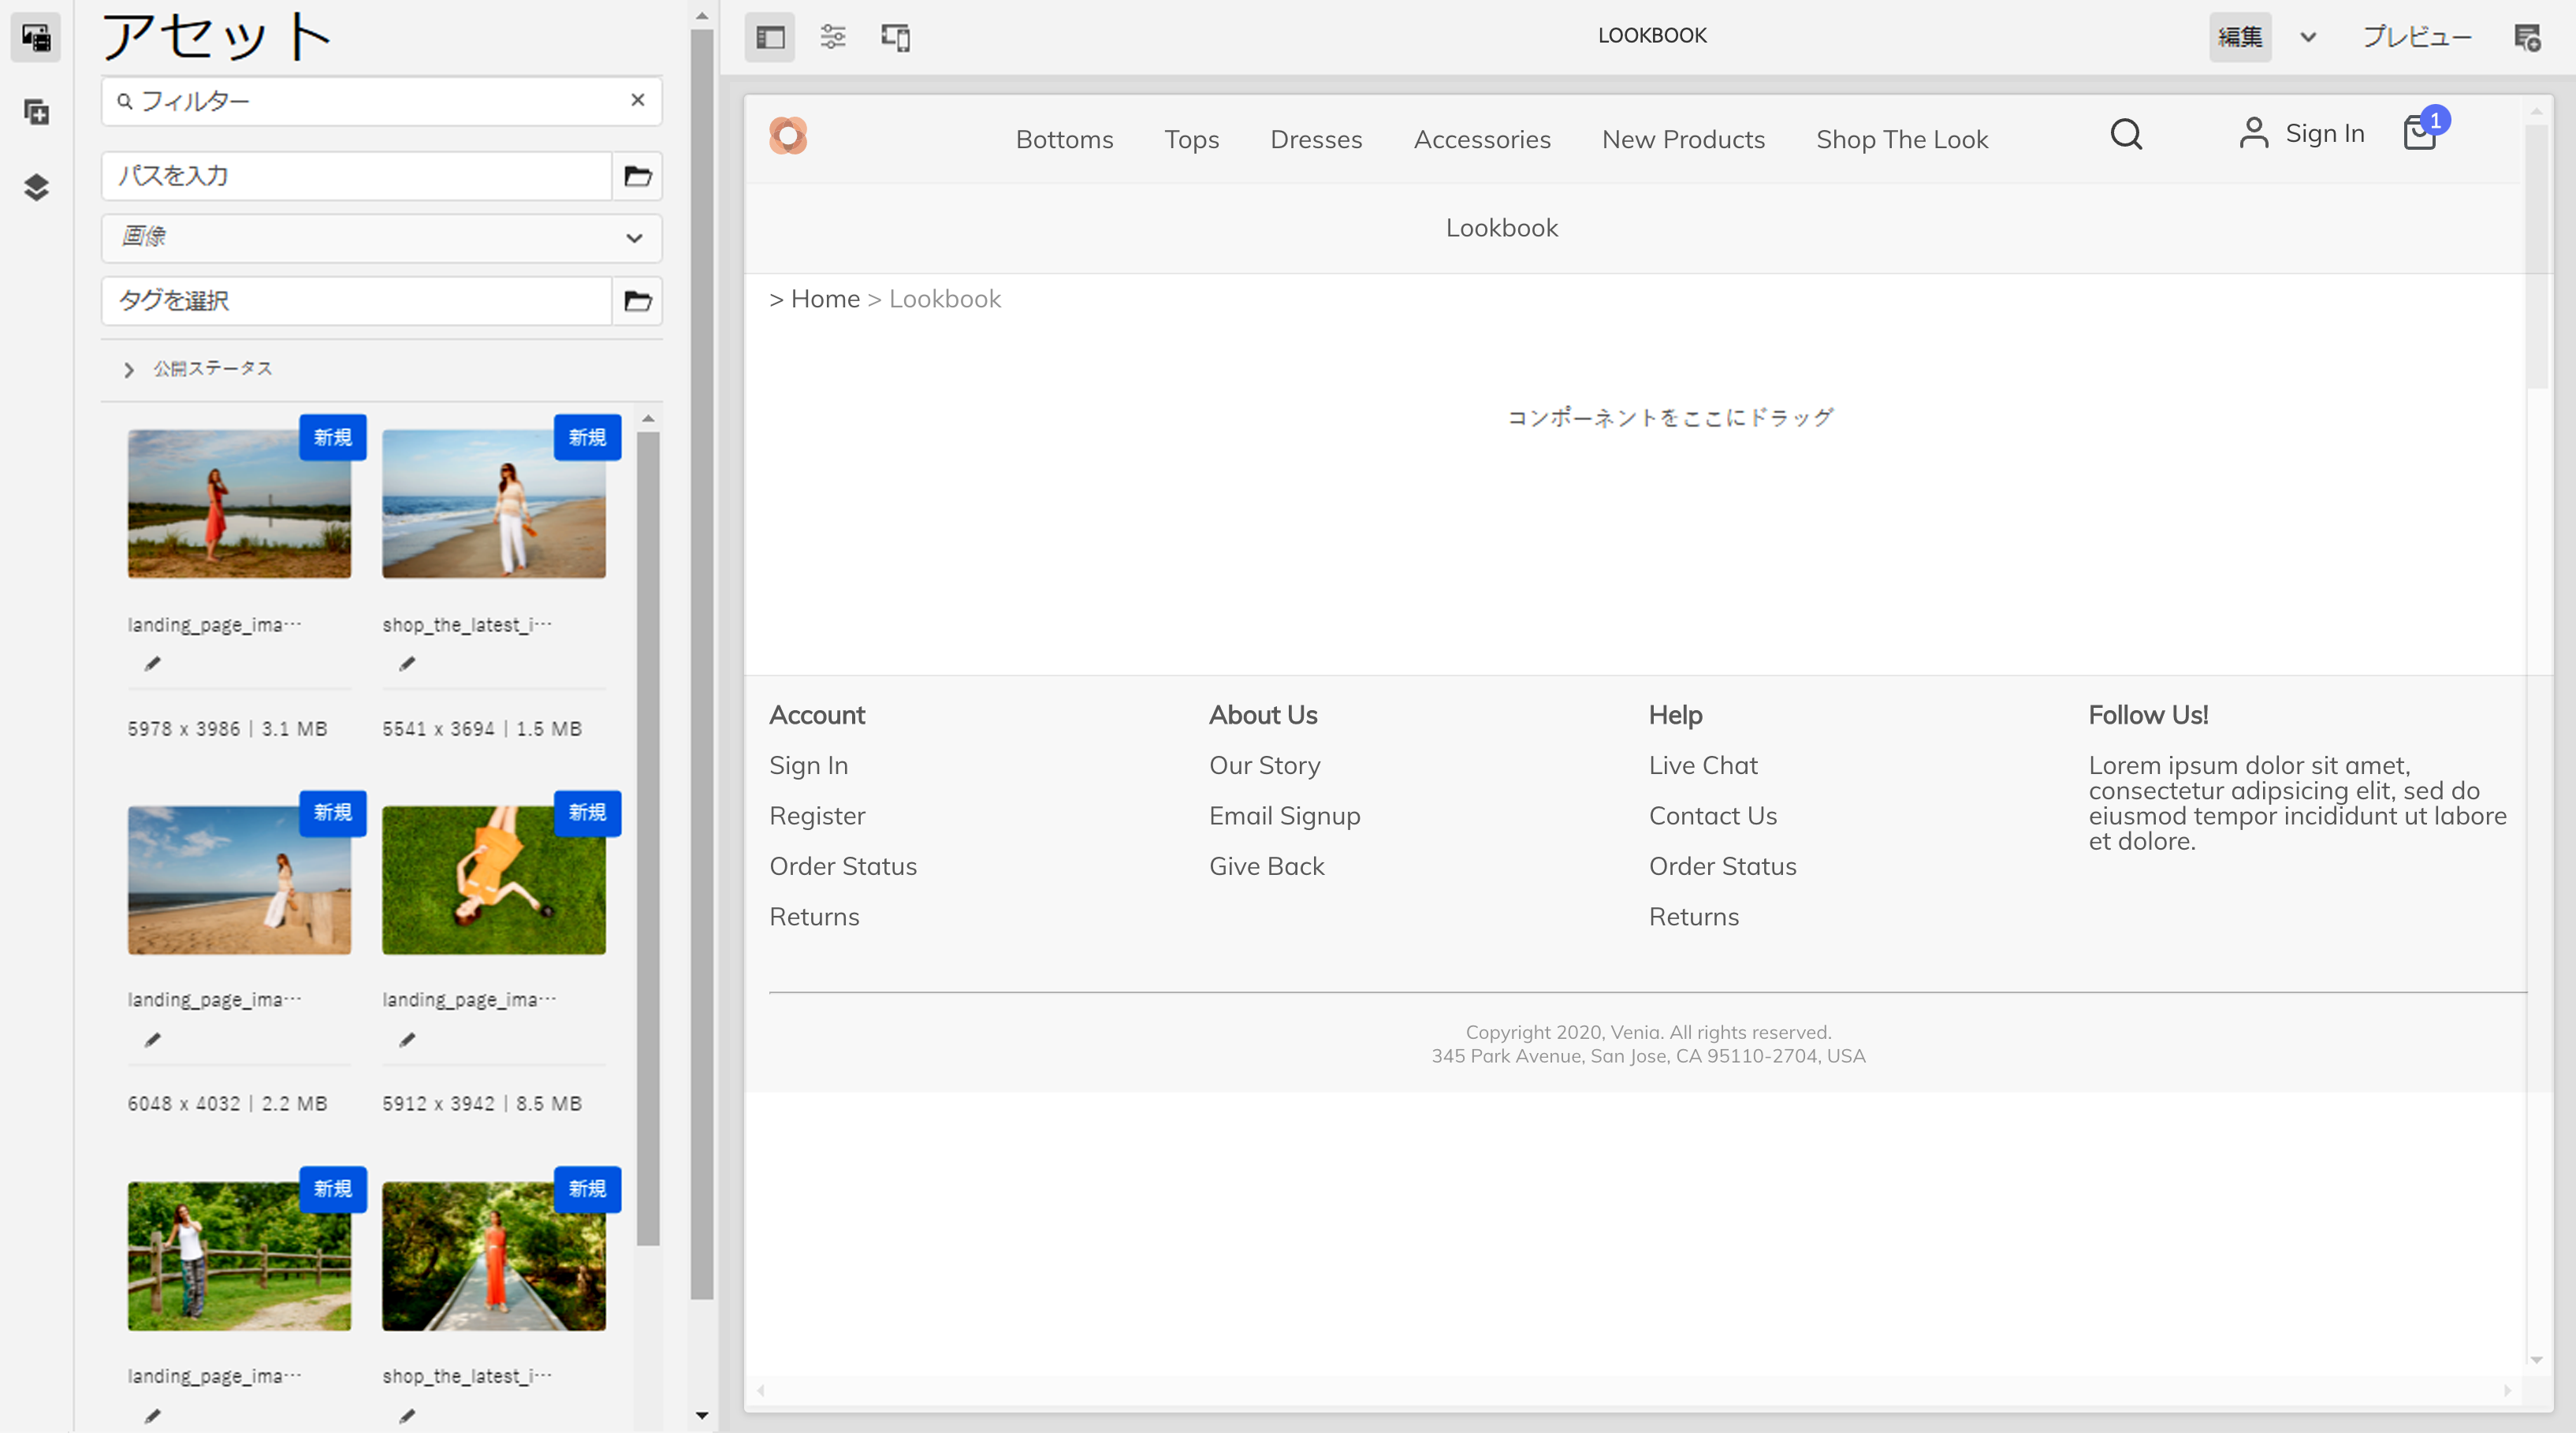 アセット
フィルター
パスを入力
画像
タグを選択
公開ステータス
新規
新規
landing_page_ima…
shop_the_latest_i…
5978 x 3986 | 3.1 MB
5541 x 3694 | 1.5 MB
新規
新規
landing_page_ima…
landing_page_ima…
6048 x 4032 | 2.2 MB
5912 x 3942 | 8.5 MB
新規
新規
landing_page_ima…
shop_the_latest_i…
LOOKBOOK
編集
プレビュー
Bottoms
Tops
Dresses
Accessories
New Products
Shop The Look
Sign In
1
Lookbook
> Home > Lookbook
コンポーネントをここにドラッグ
Account
Sign In
Register
Order Status
Returns
About Us
Our Story
Email Signup
Give Back
Help
Live Chat
Contact Us
Order Status
Returns
Follow Us!
Lorem ipsum dolor sit amet,
consectetur adipsicing elit, sed do
eiusmod tempor incididunt ut labore
et dolore.
Copyright 2020, Venia. All rights reserved.
345 Park Avenue, San Jose, CA 95110-2704, USA